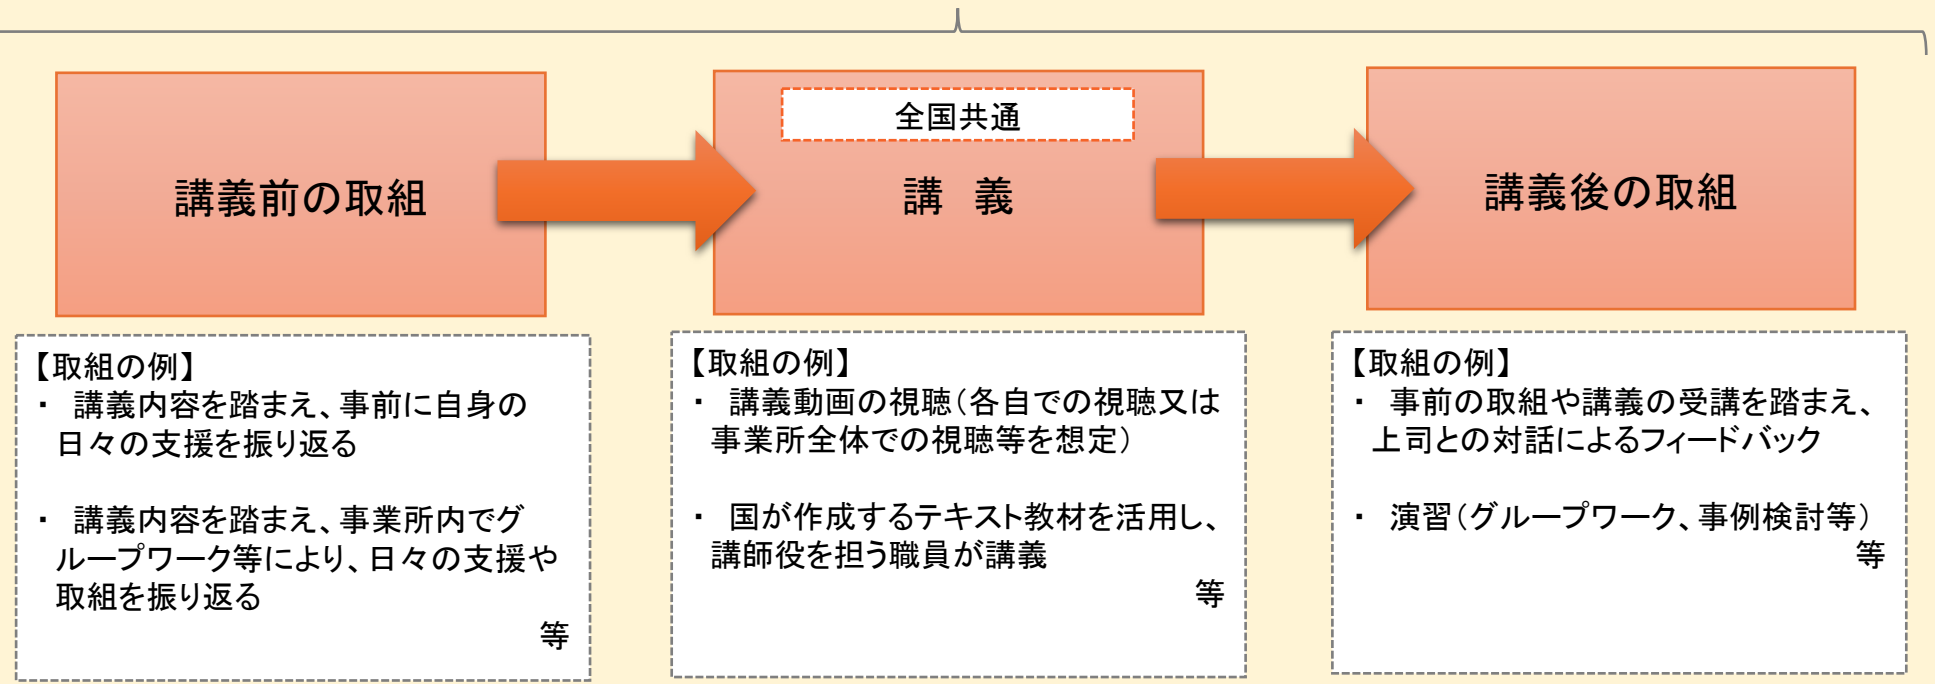 講義前の取組
全国共通
講　義
講義後の取組
【取組の例】
・ 講義内容を踏まえ、事前に自身の
日々の支援を振り返る
・ 講義内容を踏まえ、事業所内でグ
ループワーク等により、日々の支援や
取組を振り返る
等
【取組の例】
・ 講義動画の視聴（各自での視聴又は
事業所全体での視聴等を想定）
・ 国が作成するテキスト教材を活用し、
講師役を担う職員が講義
等
【取組の例】
・ 事前の取組や講義の受講を踏まえ、
上司との対話によるフィードバック
・ 演習（グループワーク、事例検討等）
等